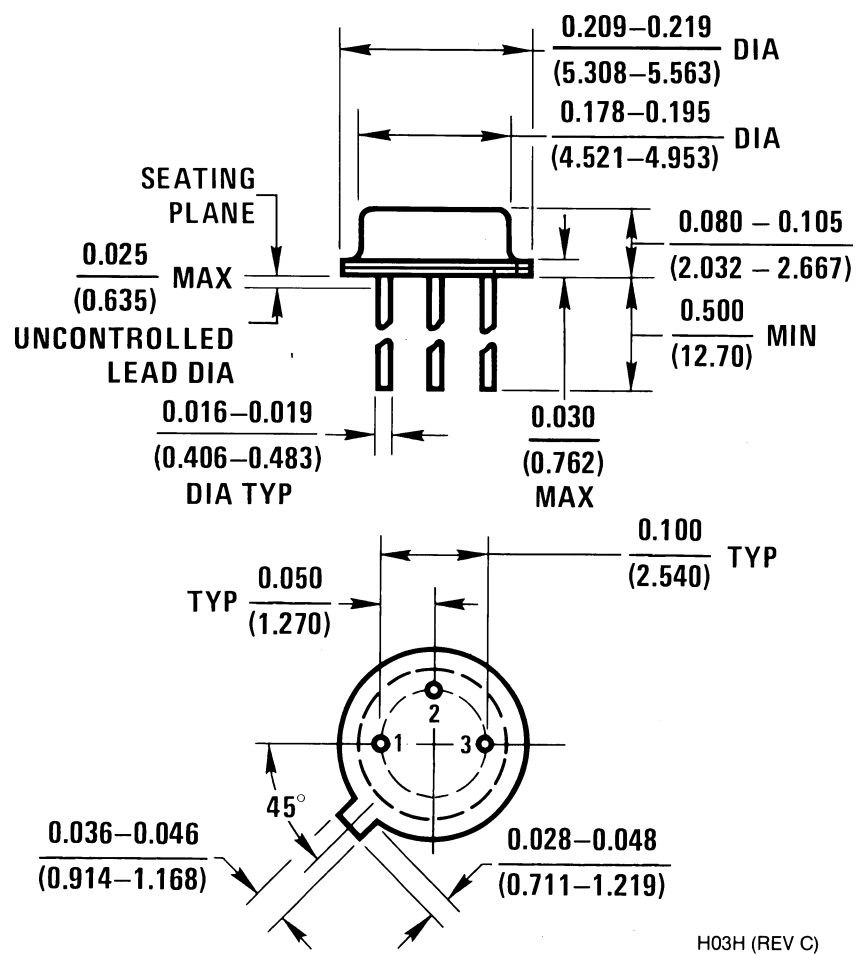 0.209–0.219
(5.308–5.563)
DIA
0.178–0.195
(4.521–4.953)
DIA
SEATING
PLANE
0.080 – 0.105
(2.032 – 2.667)
0.025
(0.635)
MAX
UNCONTROLLED
LEAD DIA
0.500
(12.70)
MIN
0.016–0.019
(0.406–0.483)
DIA TYP
0.030
(0.762)
MAX
0.100
(2.540)
TYP
TYP
0.050
(1.270)
2
1
3
45°
0.036–0.046
(0.914–1.168)
0.028–0.048
(0.711–1.219)
H03H (REV C)